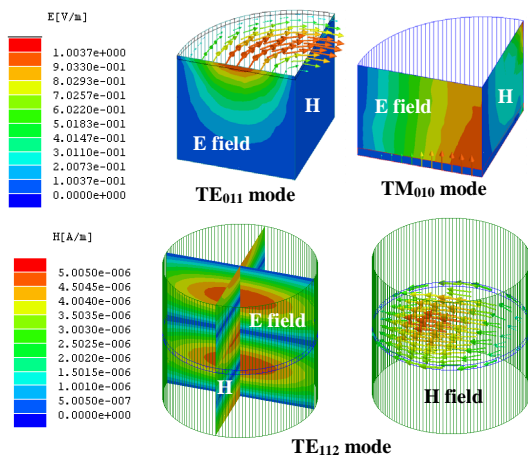 E[V/m]
1.0037e+000
9.0330e-001
8.0293e-001
7.0257e-001
6.0220e-001
5.0183e-001
4.0147e-001
3.0110e-001
2.0073e-001
1.0037e-001
0.0000e+000
E field
H
TE011 mode
E field
H
TM010 mode
H[A/m]
5.0050e-006
4.5045e-006
4.0040e-006
3.5035e-006
3.0030e-006
2.5025e-006
2.0020e-006
1.5015e-006
1.0010e-006
5.0050e-007
0.0000e+000
E field
H
H field
TE112 mode